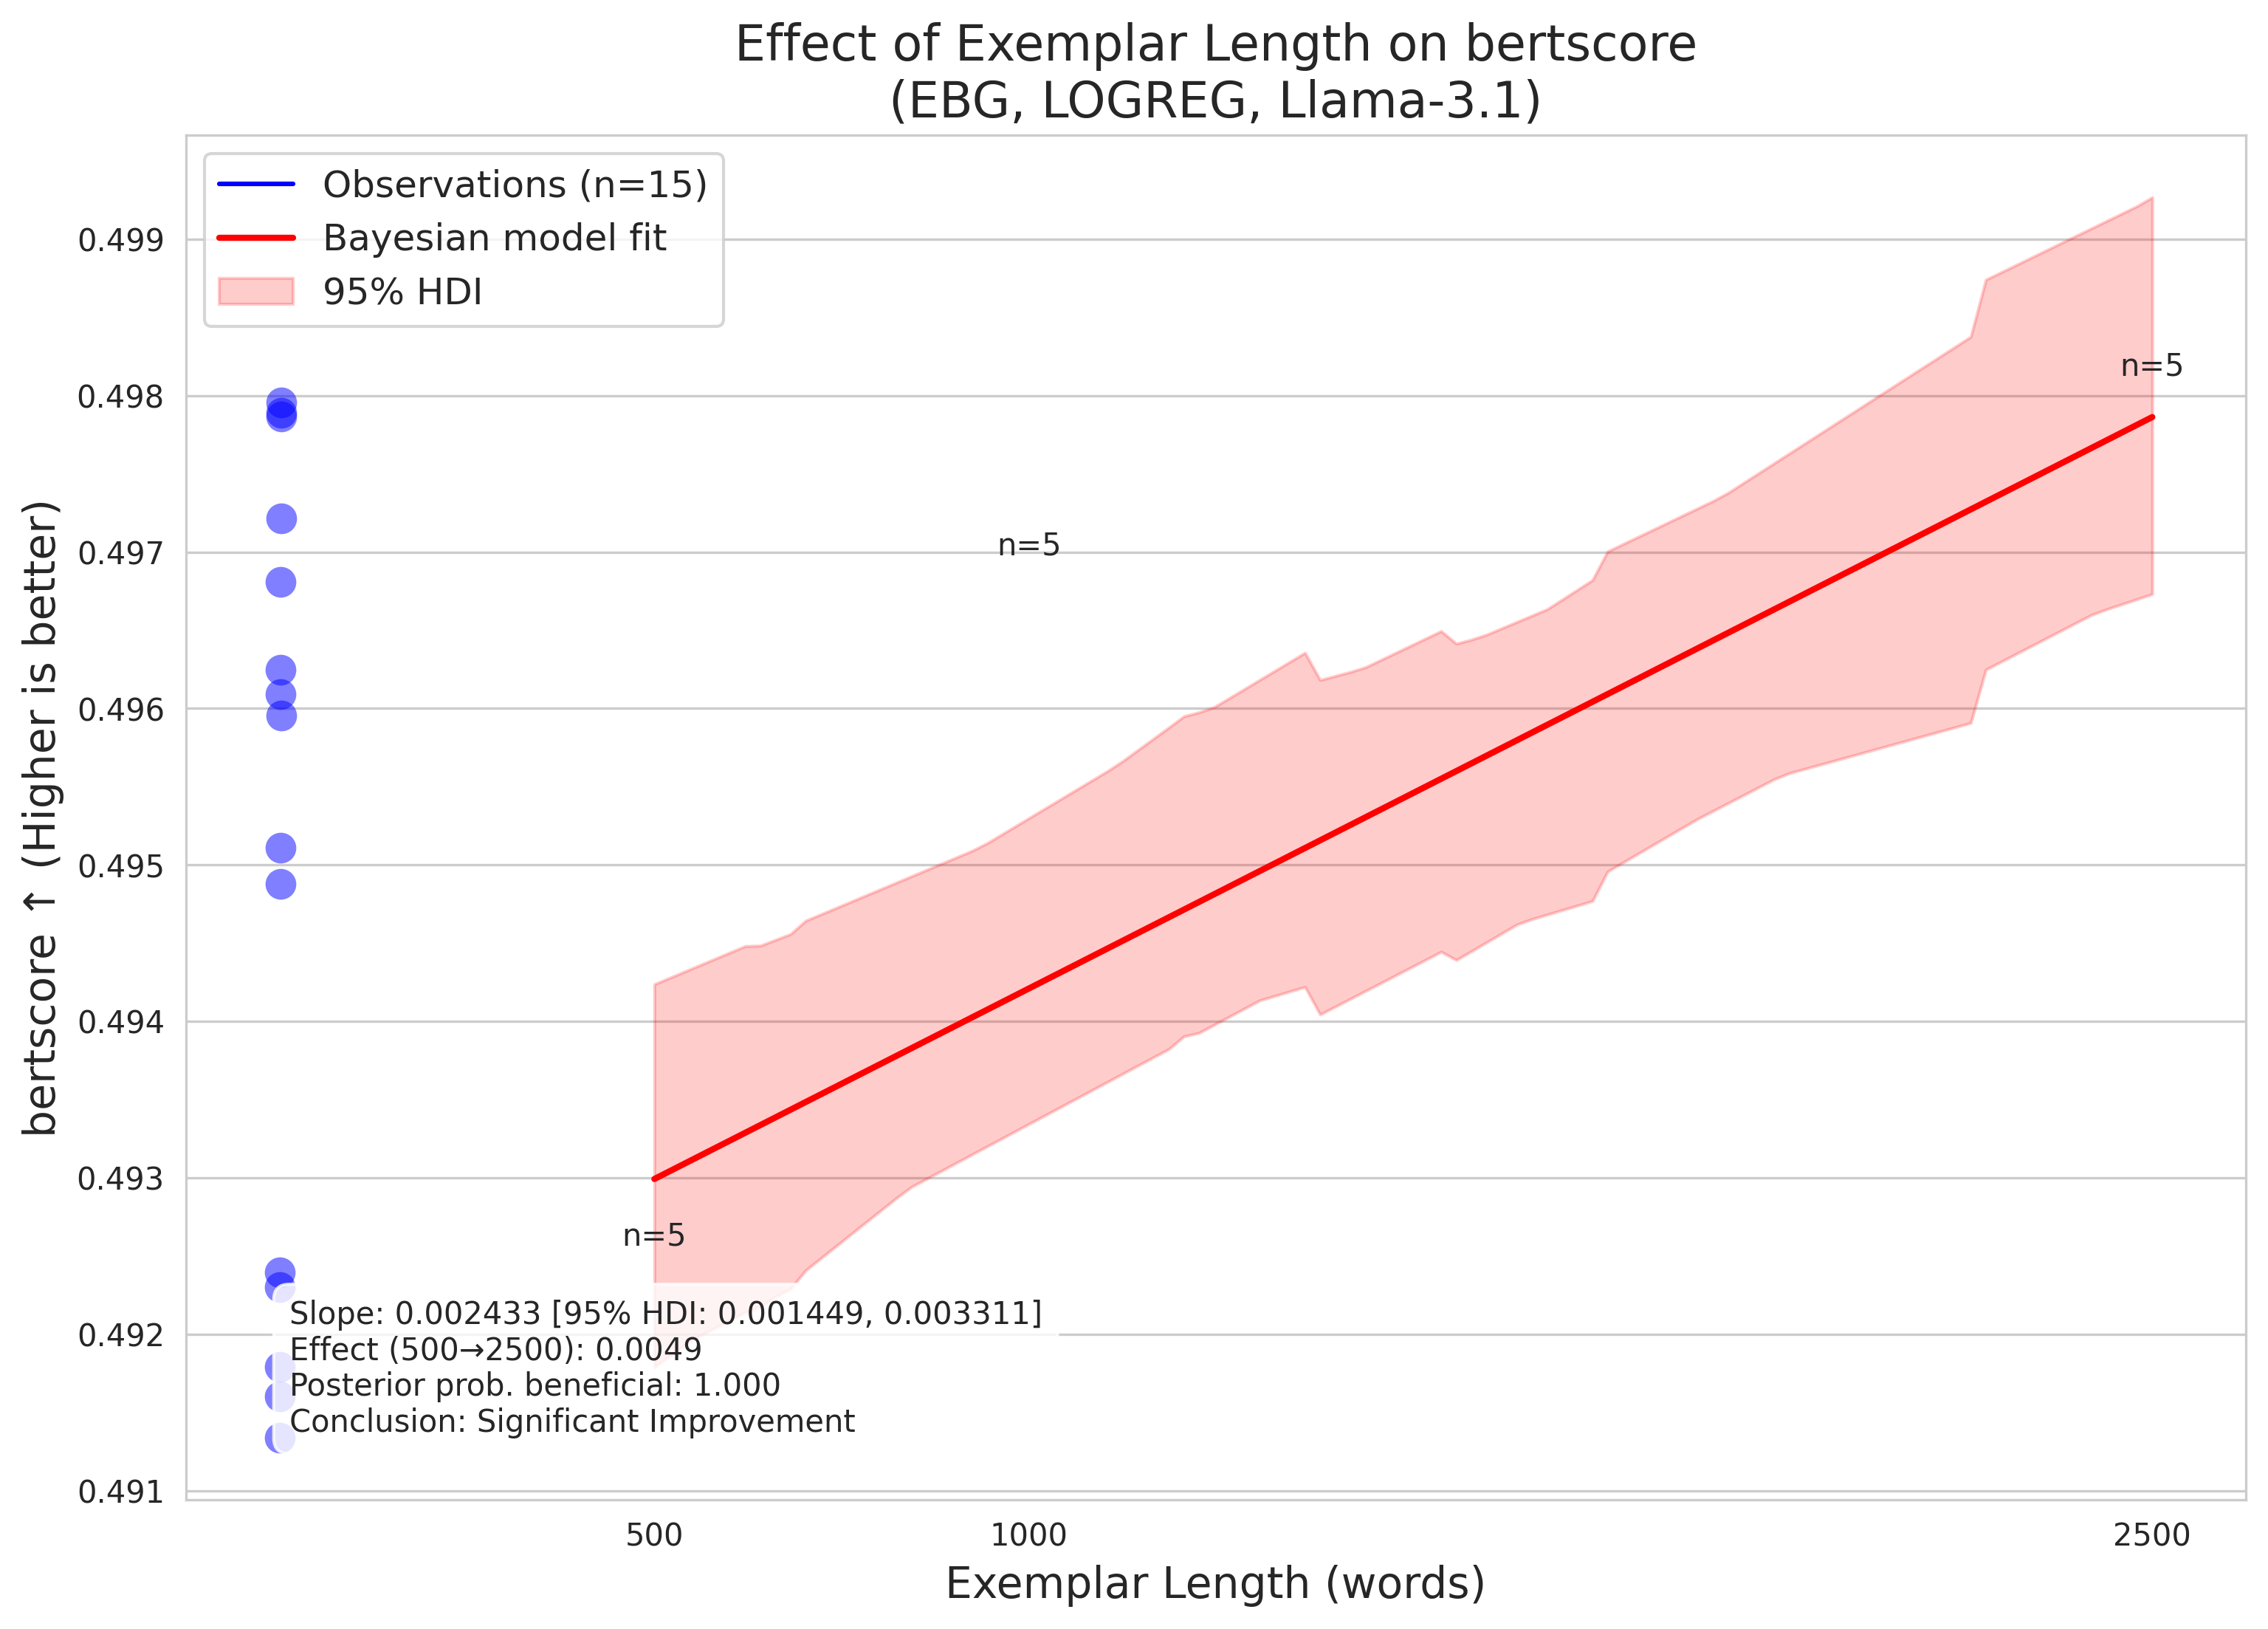 Effect of Exemplar Length on bertscore
(EBG, LOGREG, Llama-3.1)
Observations (n=15)
Bayesian model fit
95% HDI
bertscore ↑ (Higher is better)
0.499
0.498
0.497
0.496
0.495
0.494
0.493
0.492
0.491
n=5
n=5
n=5
Slope: 0.002433 [95% HDI: 0.001449, 0.003311]
Effect (500→2500): 0.0049
Posterior prob. beneficial: 1.000
Conclusion: Significant Improvement
500
1000
2500
Exemplar Length (words)